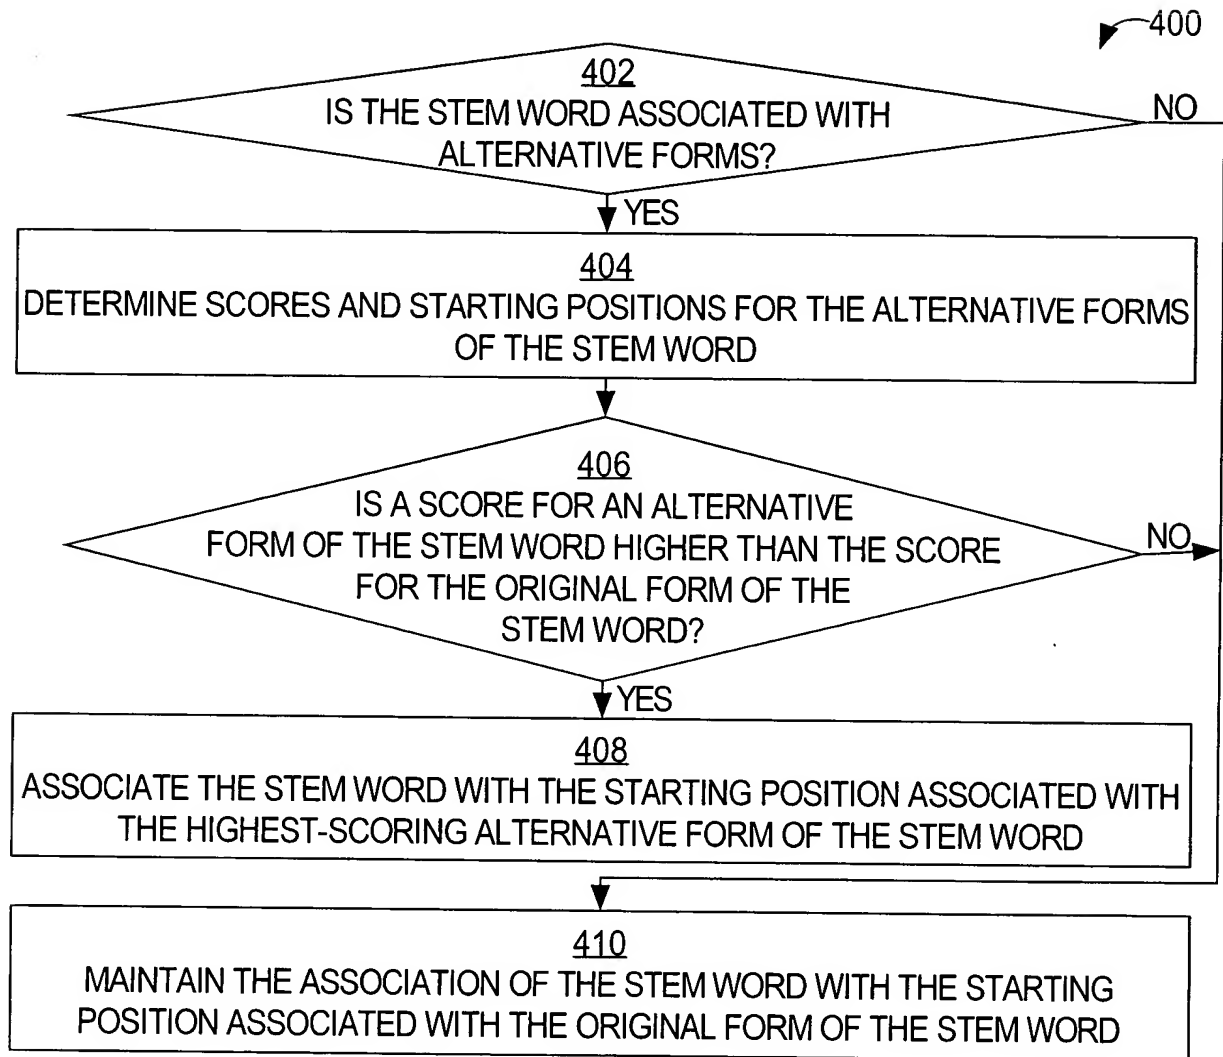 400
402
IS THE STEM WORD ASSOCIATED WITH
ALTERNATIVE FORMS?
NO
YES
404
DETERMINE SCORES AND STARTING POSITIONS FOR THE ALTERNATIVE FORMS
OF THE STEM WORD
406
IS A SCORE FOR AN ALTERNATIVE
FORM OF THE STEM WORD HIGHER THAN THE SCORE
FOR THE ORIGINAL FORM OF THE
STEM WORD?
NO
YES
408
ASSOCIATE THE STEM WORD WITH THE STARTING POSITION ASSOCIATED WITH
THE HIGHEST-SCORING ALTERNATIVE FORM OF THE STEM WORD
410
MAINTAIN THE ASSOCIATION OF THE STEM WORD WITH THE STARTING
POSITION ASSOCIATED WITH THE ORIGINAL FORM OF THE STEM WORD